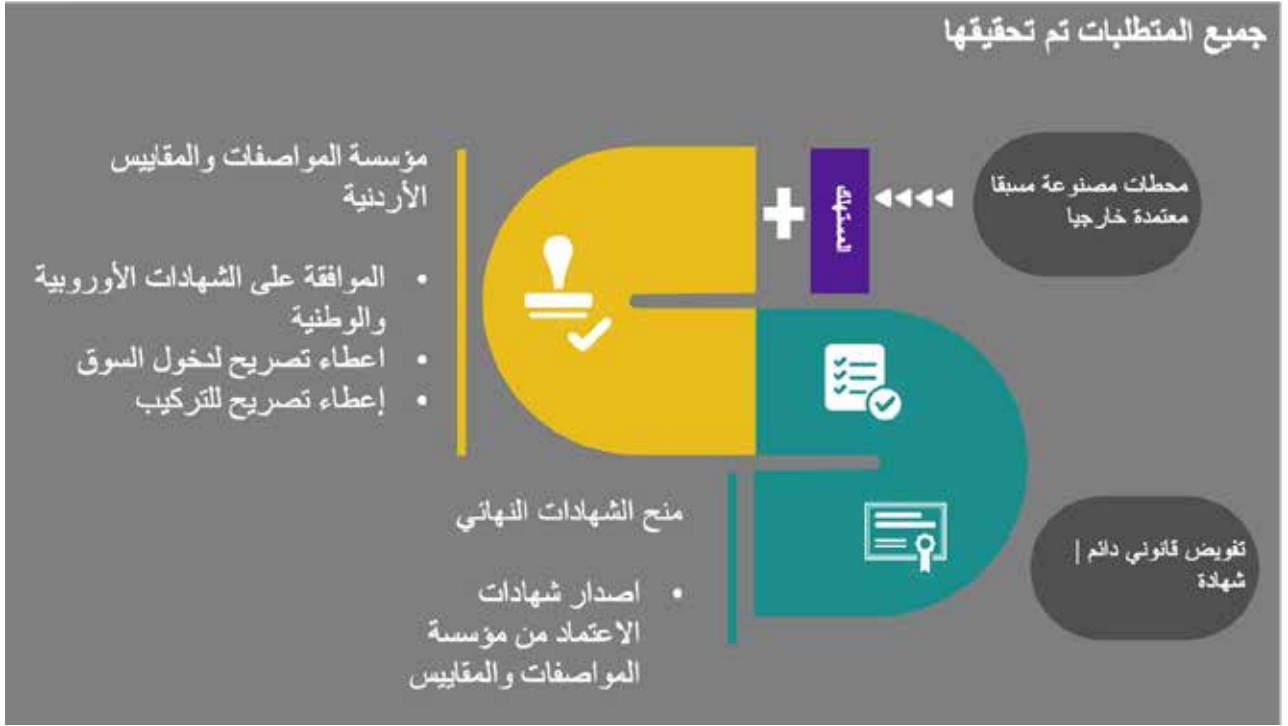 جميع المتطلبات تم تحقيقها
محطات مصنوعة مسبقا
معتمدة خارجيا
المستهلك
مؤسسة المواصفات والمقاييس
الأردنية
• الموافقة على الشهادات الأوروبية
والوطنية
• اعطاء تصريح لدخول السوق
• إعطاء تصريح للتركيب
منح الشهادات النهائي
• اصدار شهادات
الاعتماد من مؤسسة
المواصفات والمقاييس
تفويض قانوني دائم |
شهادة